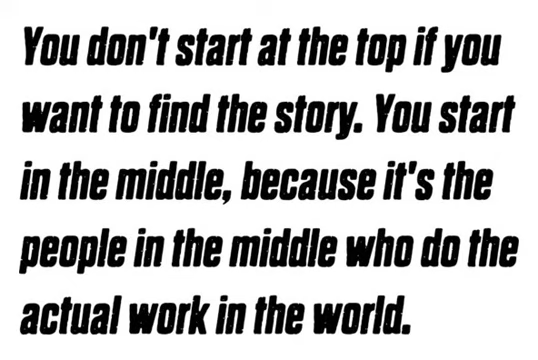 You don't start at the top if you
want to find the story. You start
in the middle, because it's the
people in the middle who do the
actual work in the world.